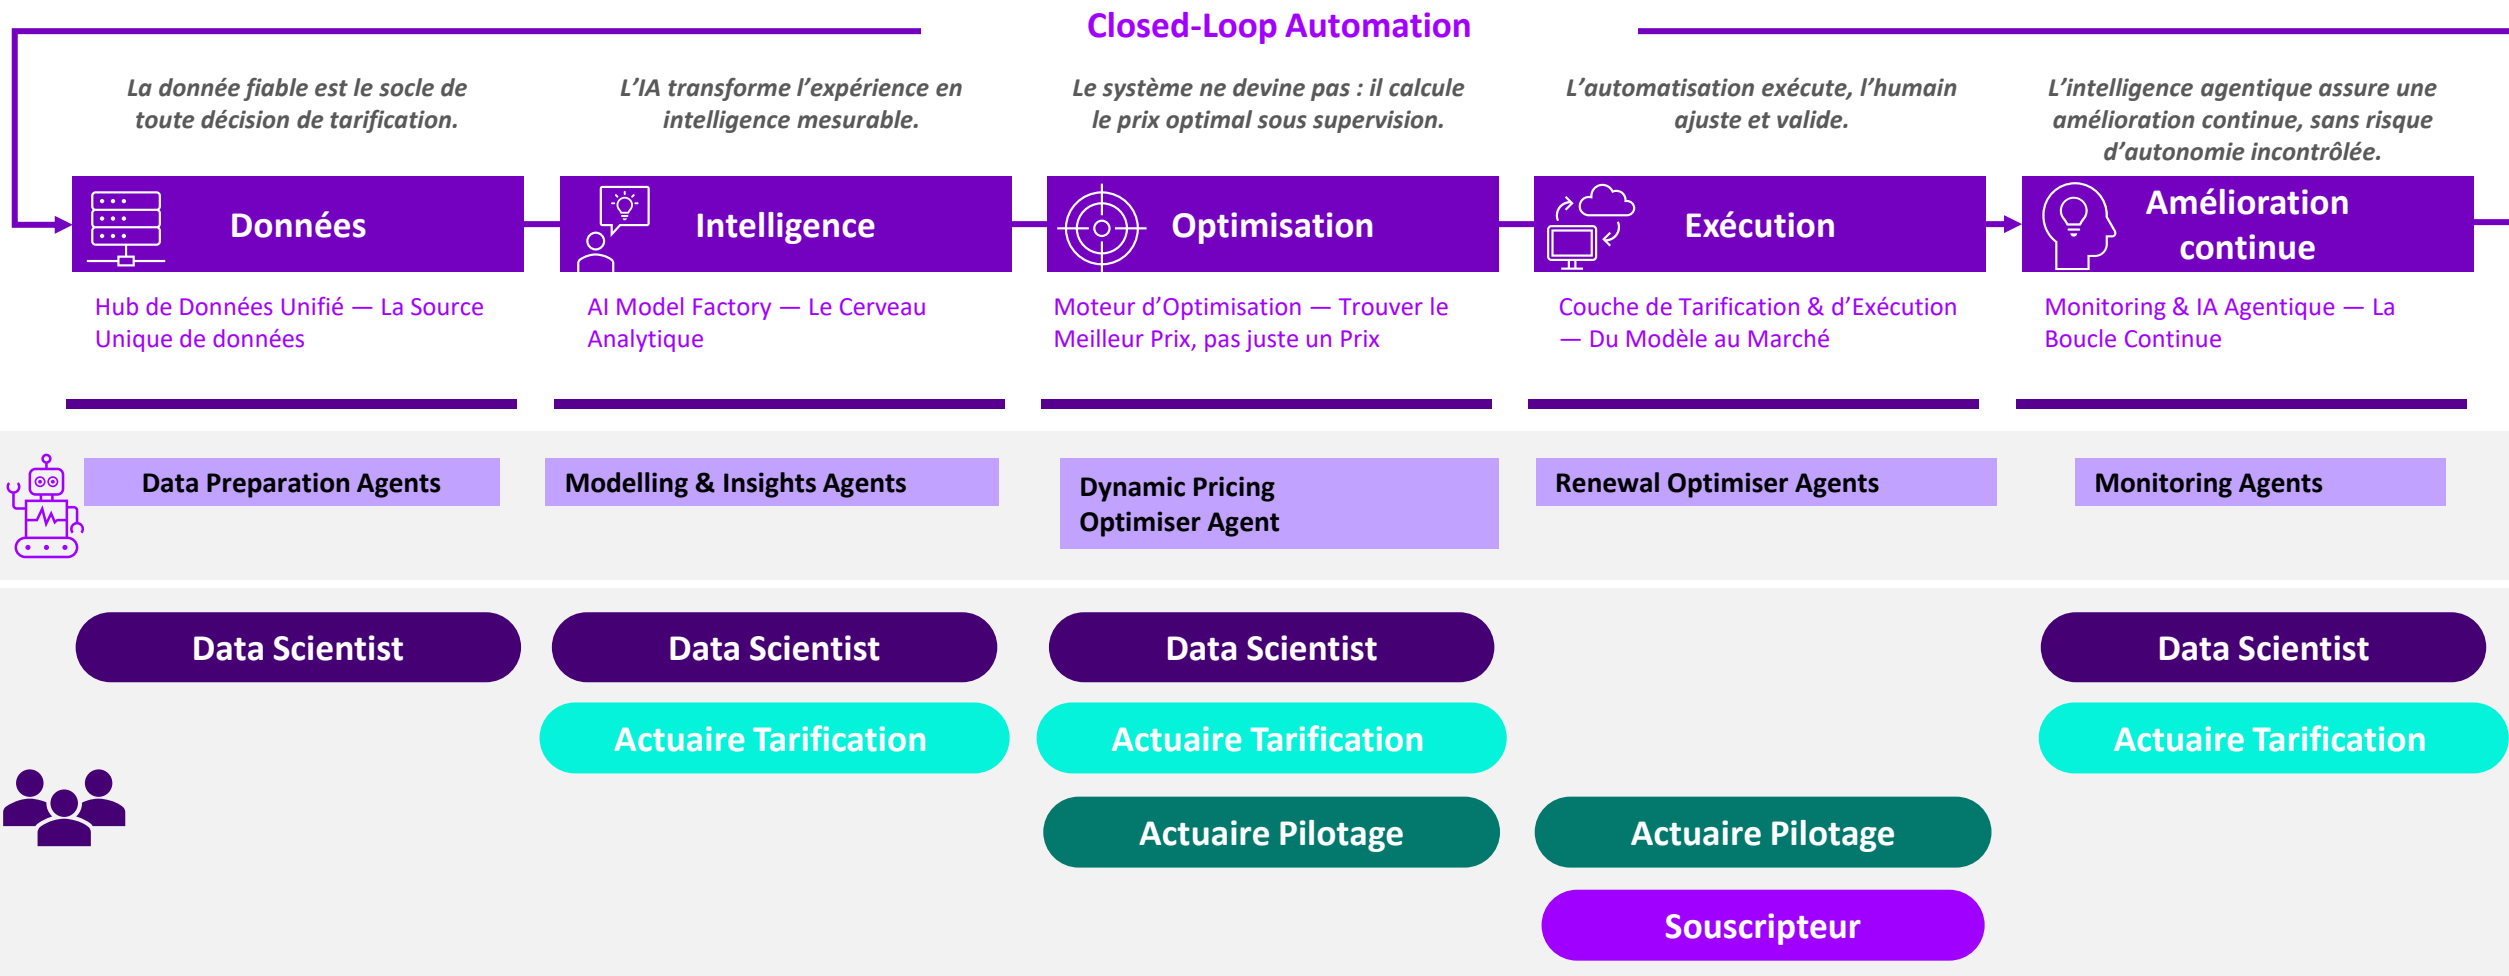 Closed-Loop Automation
La donnée fiable est le socle de
toute décision de tarification.
L’IA transforme l’expérience en
intelligence mesurable.
Le système ne devine pas : il calcule
le prix optimal sous supervision.
L’automatisation exécute, l’humain
ajuste et valide.
L’intelligence agentique assure une
amélioration continue, sans risque
d’autonomie incontrôlée.
Données
Intelligence
Optimisation
Exécution
Amélioration
continue
Hub de Données Unifié — La Source
Unique de données
AI Model Factory — Le Cerveau
Analytique
Moteur d’Optimisation — Trouver le
Meilleur Prix, pas juste un Prix
Couche de Tarification & d’Exécution
— Du Modèle au Marché
Monitoring & IA Agentique — La
Boucle Continue
Data Preparation Agents
Modelling & Insights Agents
Dynamic Pricing
Optimiser Agent
Renewal Optimiser Agents
Monitoring Agents
Data Scientist
Data Scientist
Data Scientist
Data Scientist
Actuaire Tarification
Actuaire Tarification
Actuaire Tarification
Actuaire Pilotage
Actuaire Pilotage
Souscripteur